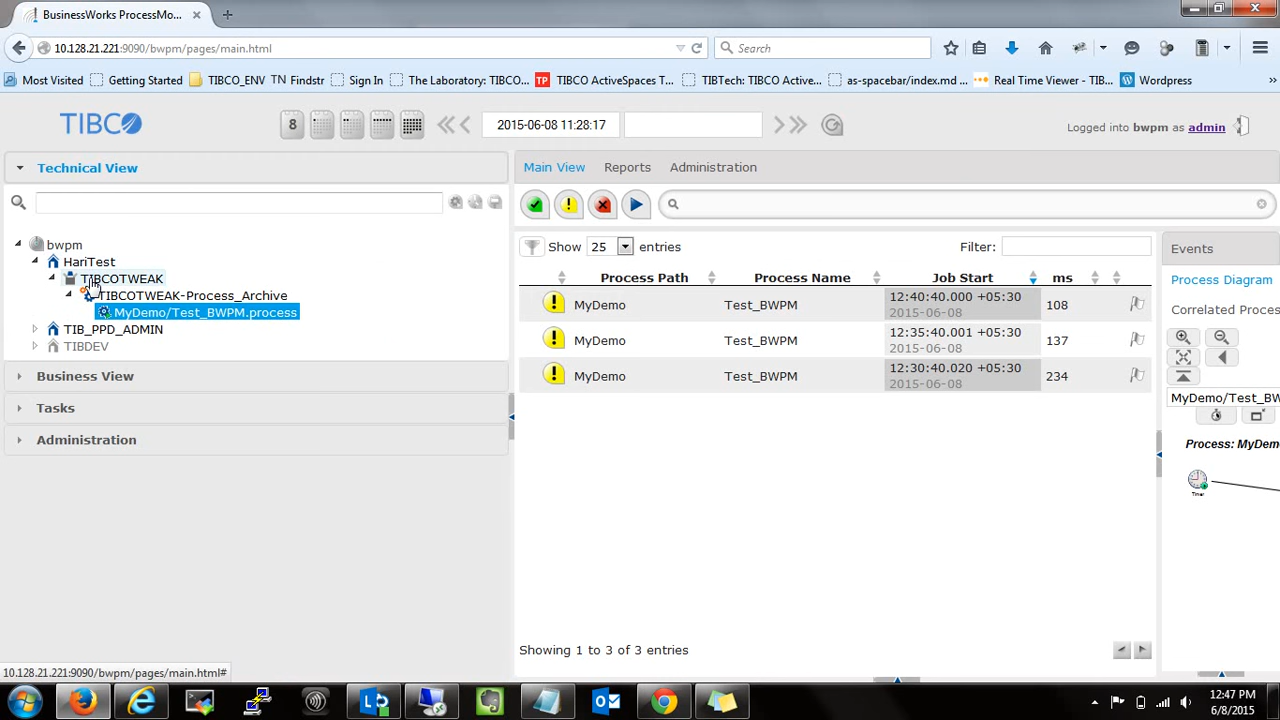 BusinessWorks ProcessMo...
10.128.21.221:9090/bwpm/pages/main.html
Search
Most Visited
Getting Started
TIBCO_ENV
TN Findstr
Sign In
The Laboratory: TIBCO...
TP TIBCO ActiveSpaces T...
TIBTech: TIBCO Active...
as-spacebar/index.md ...
Real Time Viewer - TIB...
Wordpress
TIBCO
8
2015-06-08 11:28:17
Logged into bwpm as admin
Technical View
Main View
Reports
Administration
bwpm
HariTest
TIBCOTWEAK
TIBCOTWEAK-Process_Archive
MyDemo/Test_BWPM.process
TIB_PPD_ADMIN
TIBDEV
Business View
Tasks
Administration
Show 25 entries
Filter:
Process Path Process Name Job Start ms
MyDemo Test_BWPM 12:40:40.000 +05:30 108
2015-06-08
MyDemo Test_BWPM 12:35:40.001 +05:30 137
2015-06-08
MyDemo Test_BWPM 12:30:40.020 +05:30 234
2015-06-08
Showing 1 to 3 of 3 entries
Events
Process Diagram
Correlated Proces
MyDemo/Test_BW
Process: MyDem
Timer
10.128.21.221:9090/bwpm/pages/main.html#
12:47 PM
6/8/2015